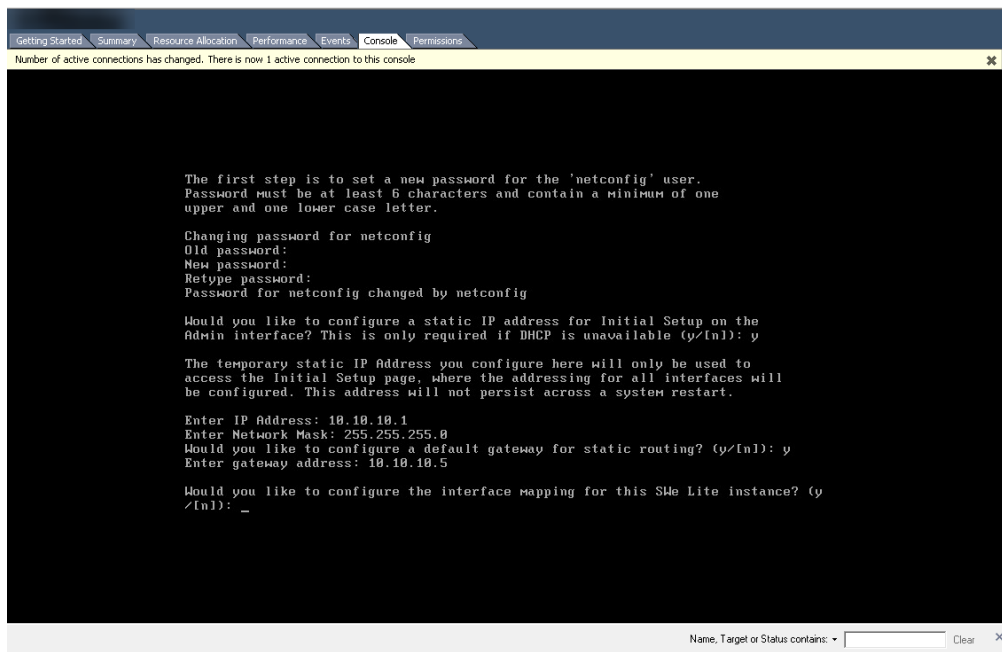 Getting Started Summary Resource Allocation Performance Events Console Permissions
Number of active connections has changed. There is now 1 active connection to this console
The first step is to set a new password for the 'netconfig' user.
Password must be at least 6 characters and contain a minimum of one
upper and one lower case letter.
Changing password for netconfig
Old password:
New password:
Retype password:
Password for netconfig changed by netconfig
Would you like to configure a static IP address for Initial Setup on the
Admin interface? This is only required if DHCP is unavailable (y/[n]): y
The temporary static IP Address you configure here will only be used to
access the Initial Setup page, where the addressing for all interfaces will
be configured. This address will not persist across a system restart.
Enter IP Address: 10.10.10.1
Enter Network Mask: 255.255.255.0
Would you like to configure a default gateway for static routing? (y/[n]): y
Enter gateway address: 10.10.10.5
Would you like to configure the interface mapping for this SWe Lite instance? (y
/[n]): _
Name, Target or Status contains: Clear